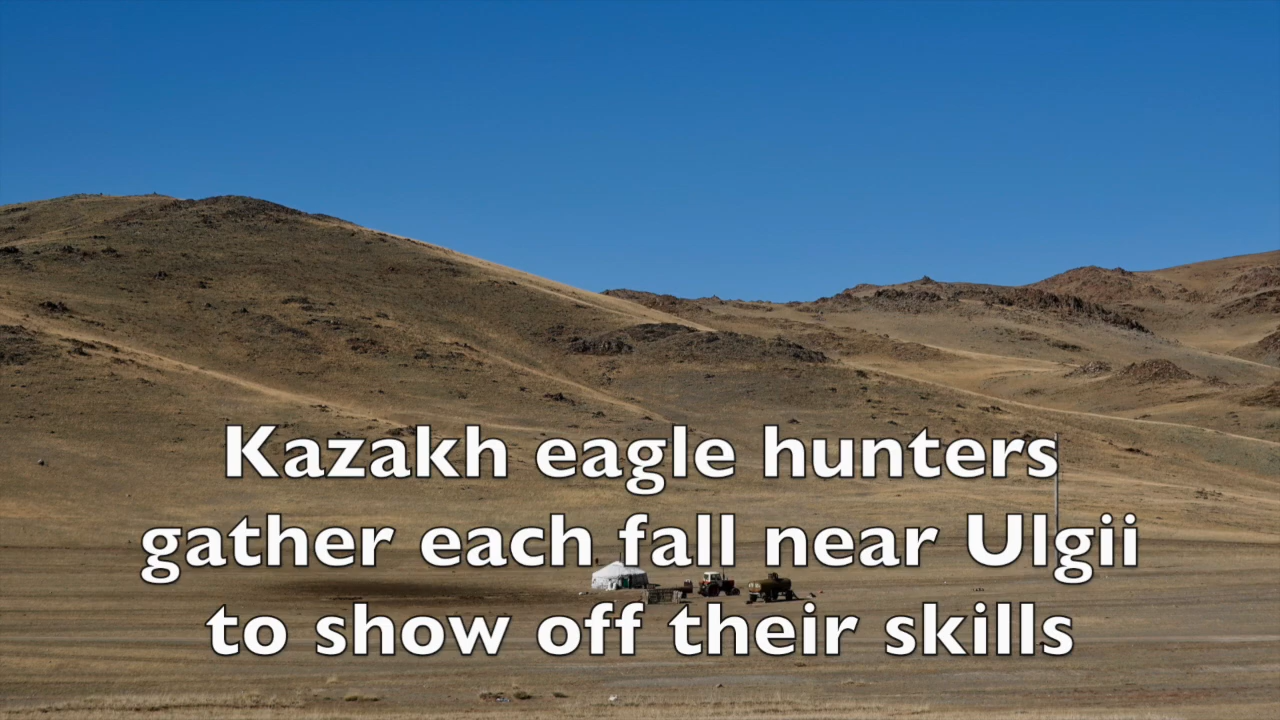 Kazakh eagle hunters
gather each fall near Ulgii
to show off their skills